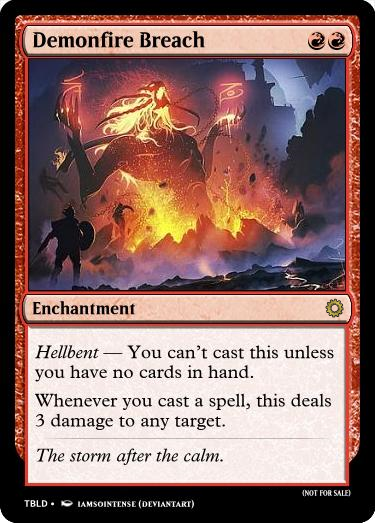 Demonfire Breach
Enchantment
Hellbent — You can't cast this unless
you have no cards in hand.
Whenever you cast a spell, this deals
3 damage to any target.
The storm after the calm.
(NOT FOR SALE)
TBLD • IAMSOINTENSE (DEVIANTART)